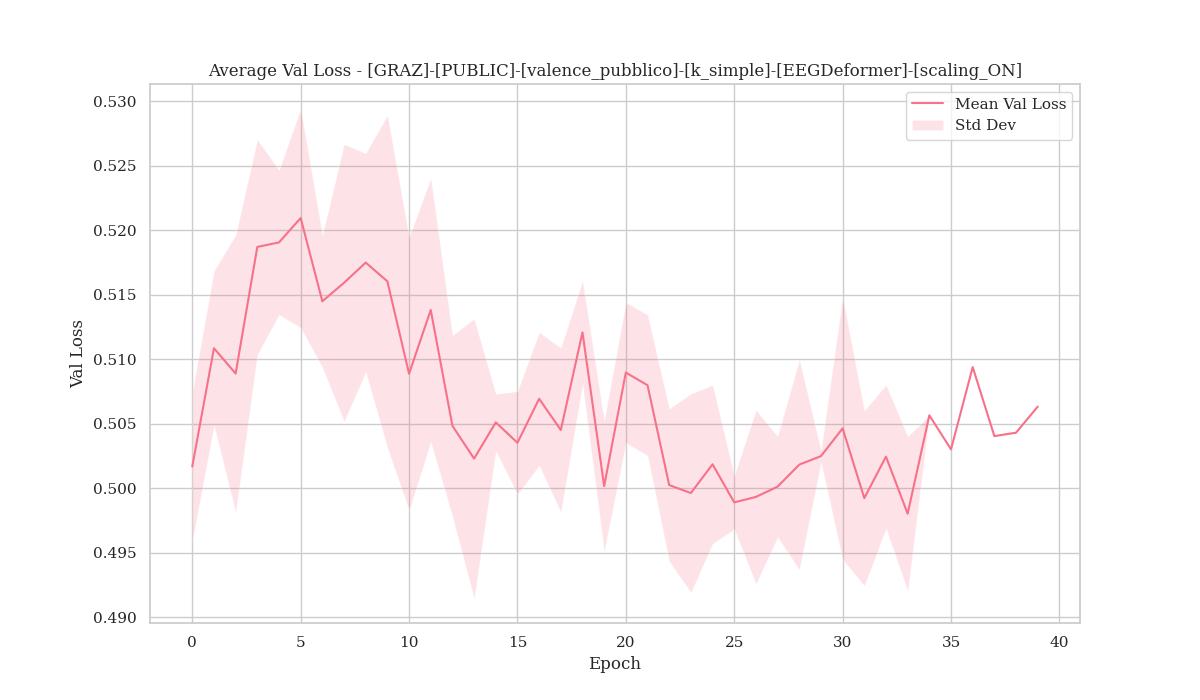 Average Val Loss - [GRAZ]-[PUBLIC]-[valence_pubblico]-[k_simple]-[EEGDeformer]-[scaling_ON]
Mean Val Loss
Std Dev
0.530
0.525
0.520
0.515
0.510
0.505
0.500
0.495
0.490
Val Loss
0 5 10 15 20 25 30 35 40
Epoch